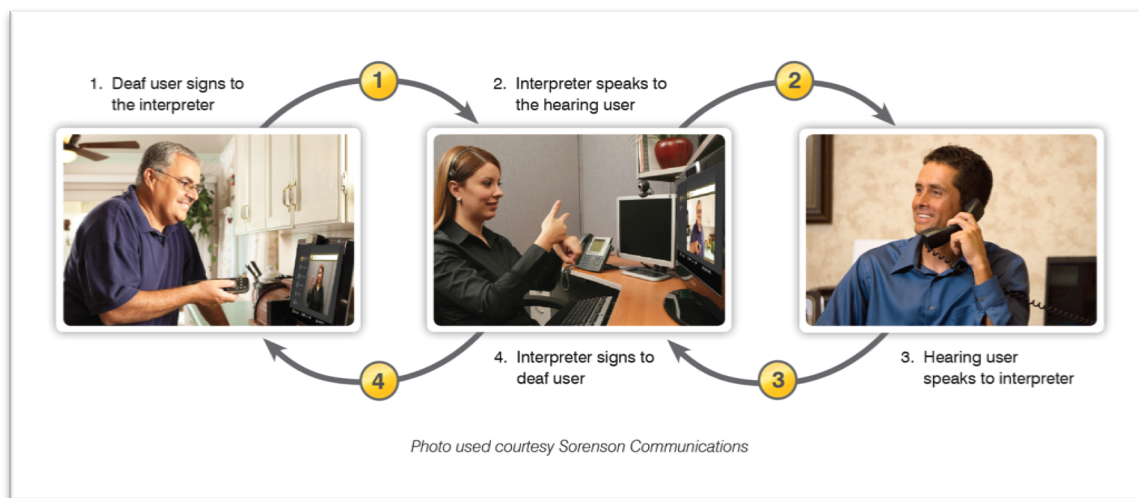 1. Deaf user signs to
the interpreter
1
2. Interpreter speaks to
the hearing user
2
4
4. Interpreter signs to
deaf user
3
3. Hearing user
speaks to interpreter
Photo used courtesy Sorenson Communications